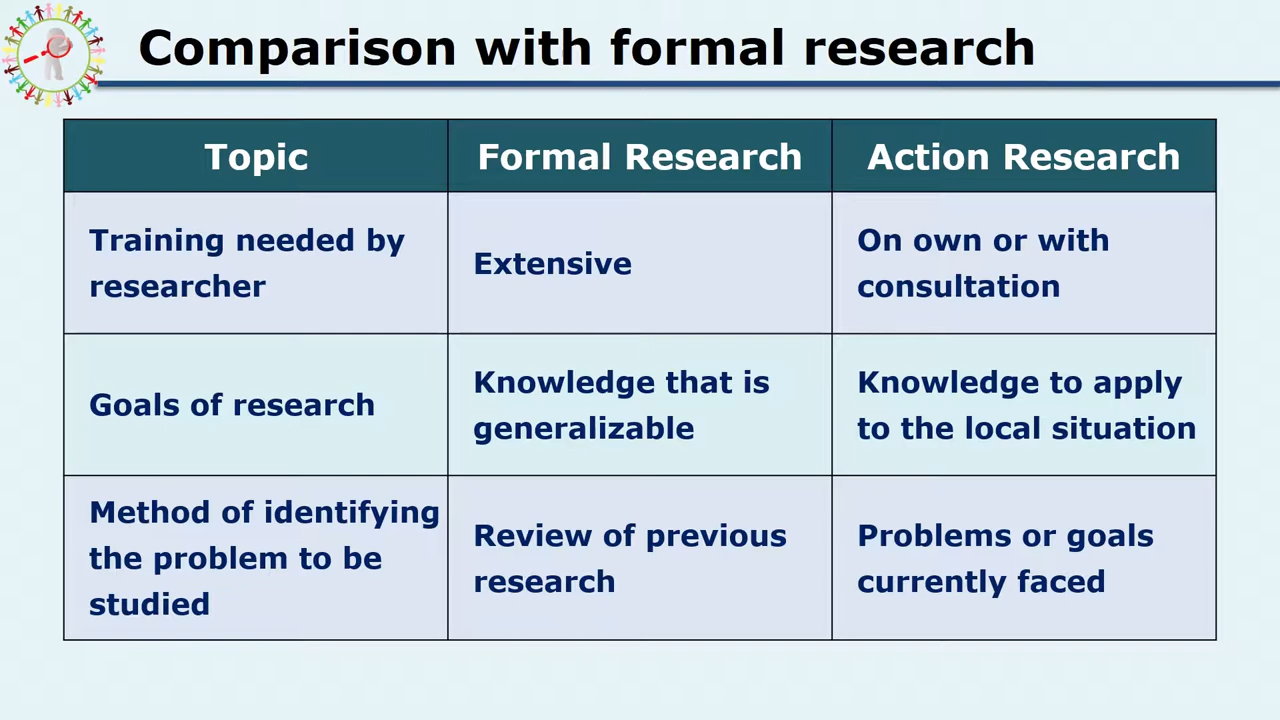 Comparison with formal research
Topic
Formal Research
Action Research
Training needed by
researcher
Extensive
On own or with
consultation
Goals of research
Knowledge that is
generalizable
Knowledge to apply
to the local situation
Method of identifying
the problem to be
studied
Review of previous
research
Problems or goals
currently faced